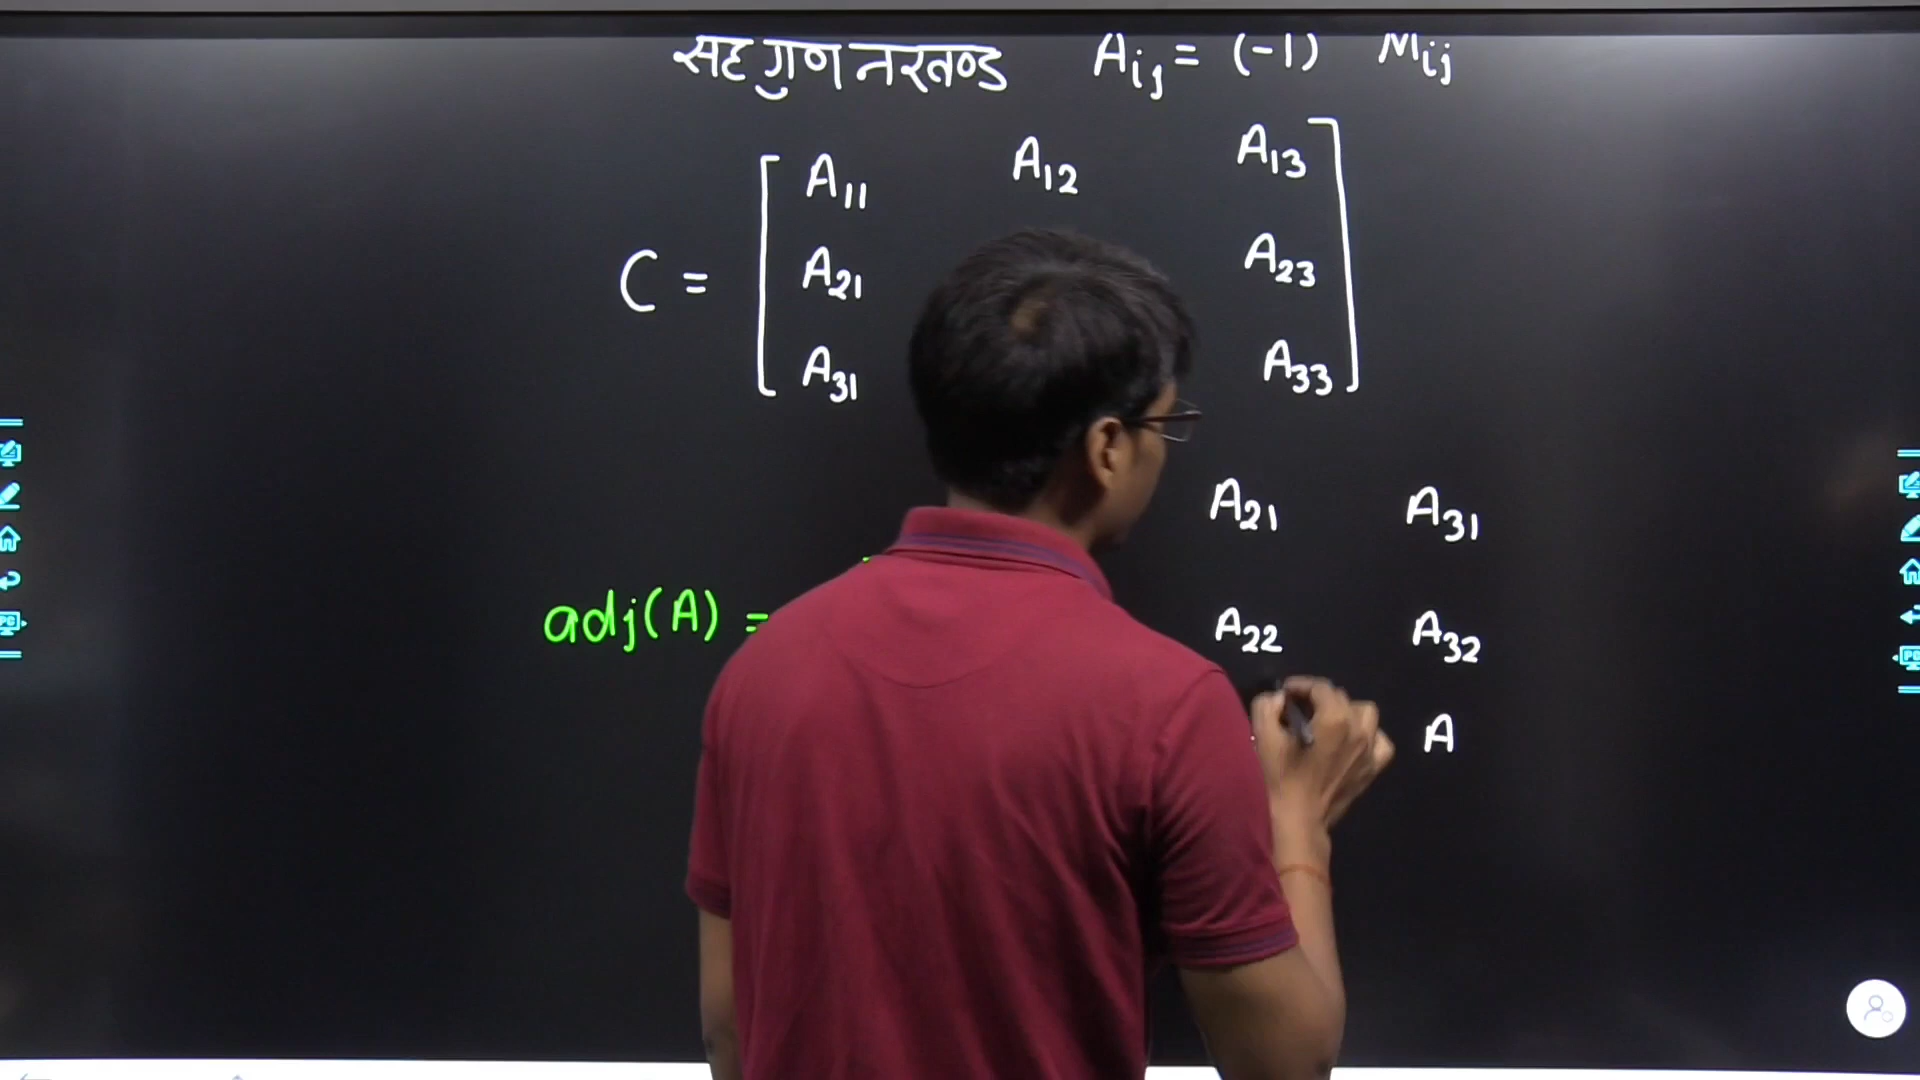 सह गुणनखण्ड Aij = (-1) Mij
A11 A12 A13
C = A21 A23
A31 A33
A21 A31
adj(A) = A22 A32
A